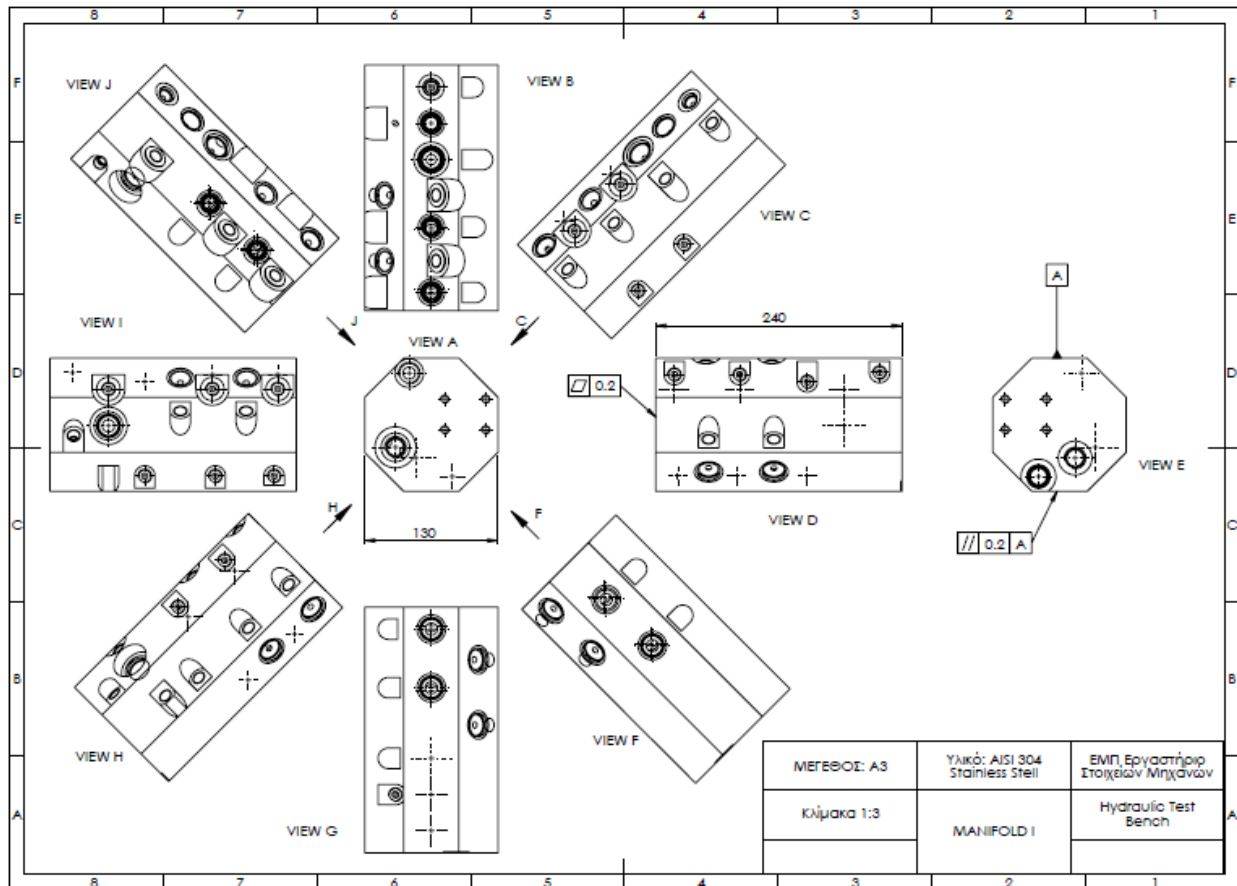 8 7 6 5 4 3 2 1
F F
VIEW J
VIEW B
VIEW C
E E
VIEW I
J C
A
VIEW A
240
D D
0.2
VIEW E
VIEW D
H F
130
C C
// 0.2 A
B B
VIEW H
VIEW F
VIEW G
A A
ΜΕΓΕΘΟΣ: A3
Υλικό: AISI 304
Stainless Stell
ΕΜΠ Εργαστήριο
Στοιχείων Μηχανών
Κλίμακα 1:3
MANIFOLD I
Hydraulic Test
Bench
8 7 6 5 4 3 2 1